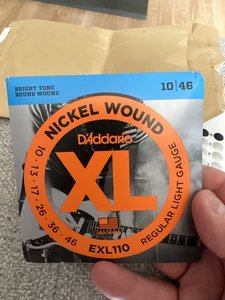 BRIGHT TONE
ROUND WOUND
10/46
NICKEL WOUND
D'Addario
XL
10·13·17·26·36·46
EXL110
REGULAR LIGHT GAUGE